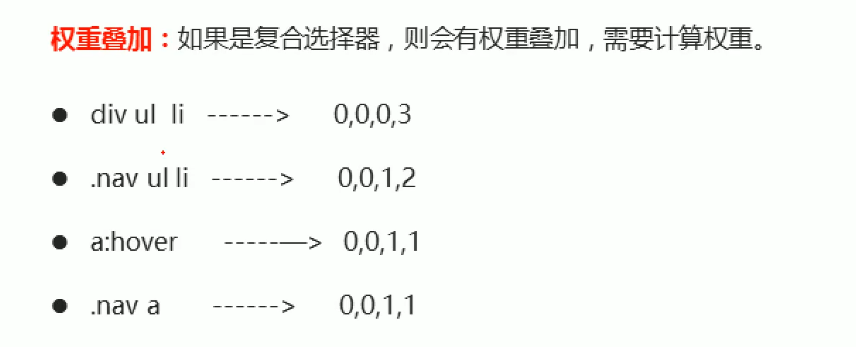 权重叠加：如果是复合选择器，则会有权重叠加，需要计算权重。
● div ul li ------> 0,0,0,3
● .nav ul li ------> 0,0,1,2
● a:hover -----—> 0,0,1,1
● .nav a ------> 0,0,1,1